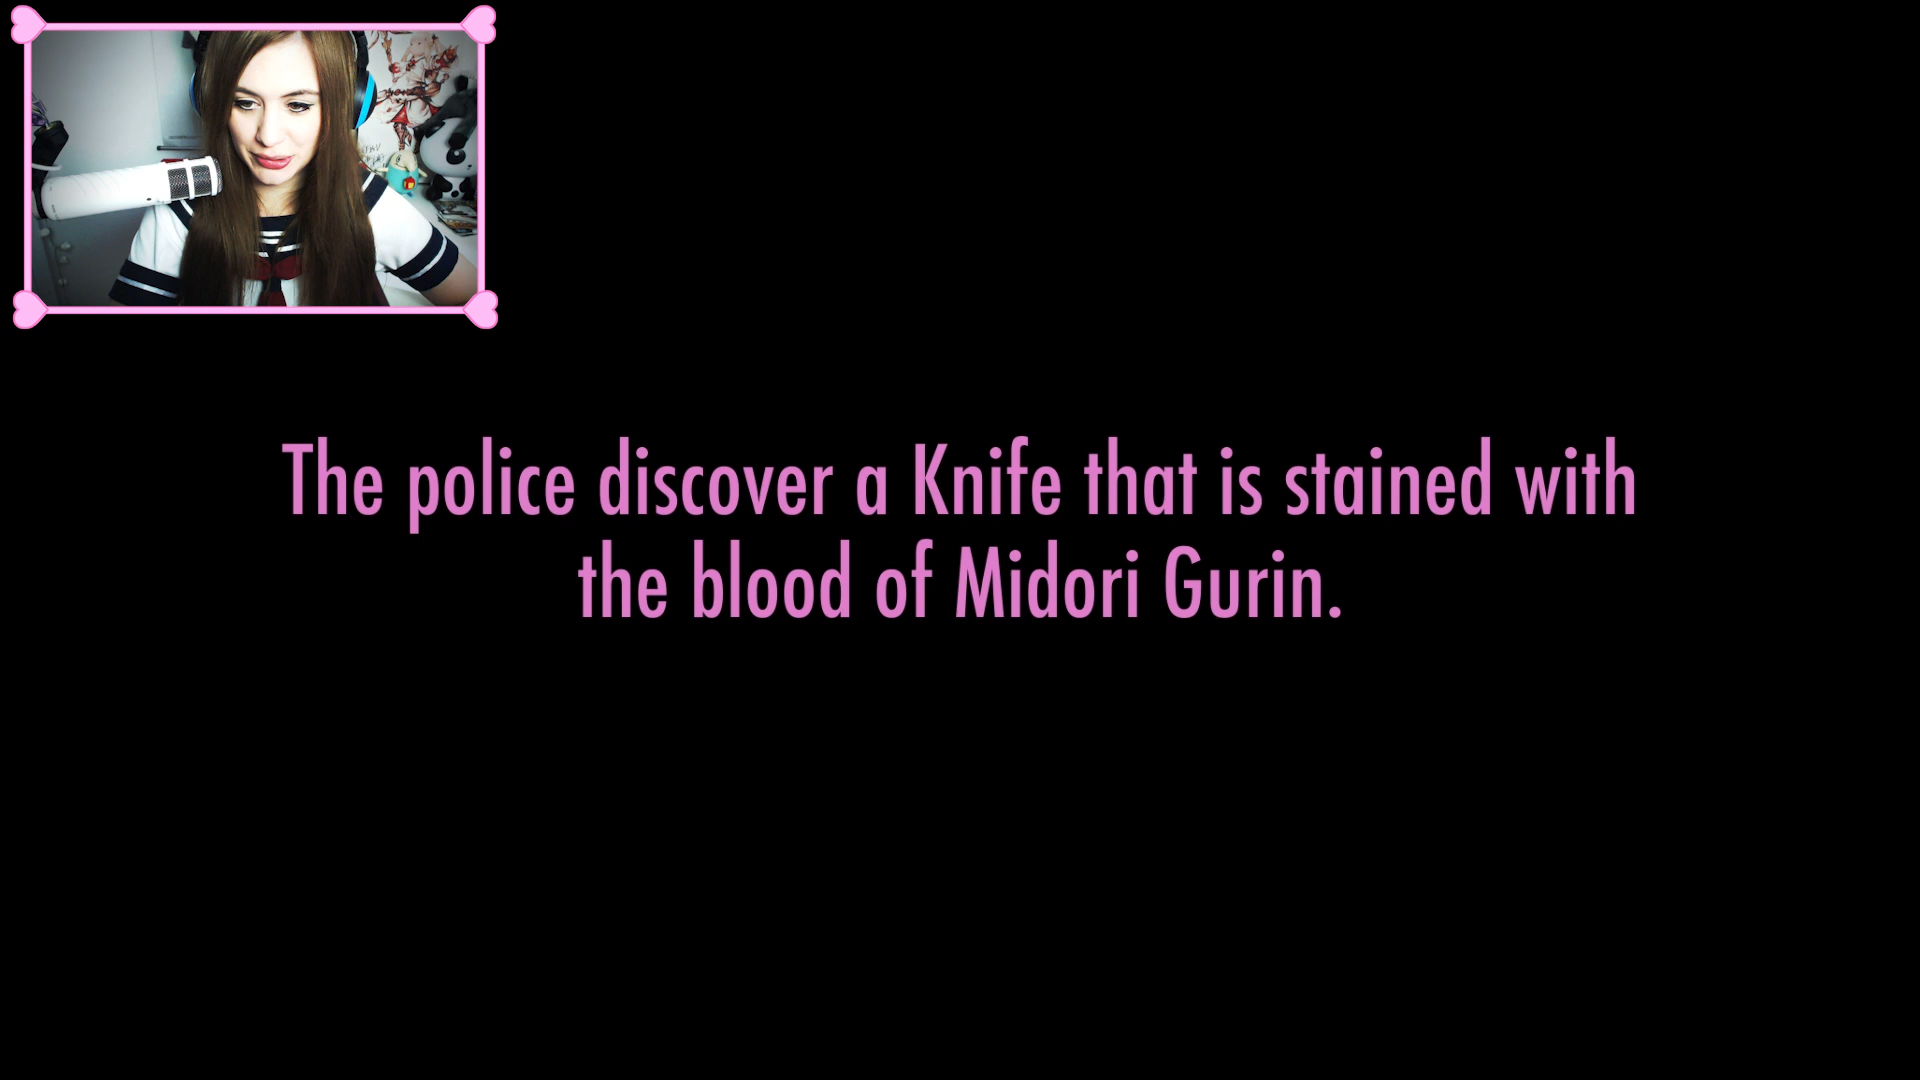 The police discover a Knife that is stained with
the blood of Midori Gurin.